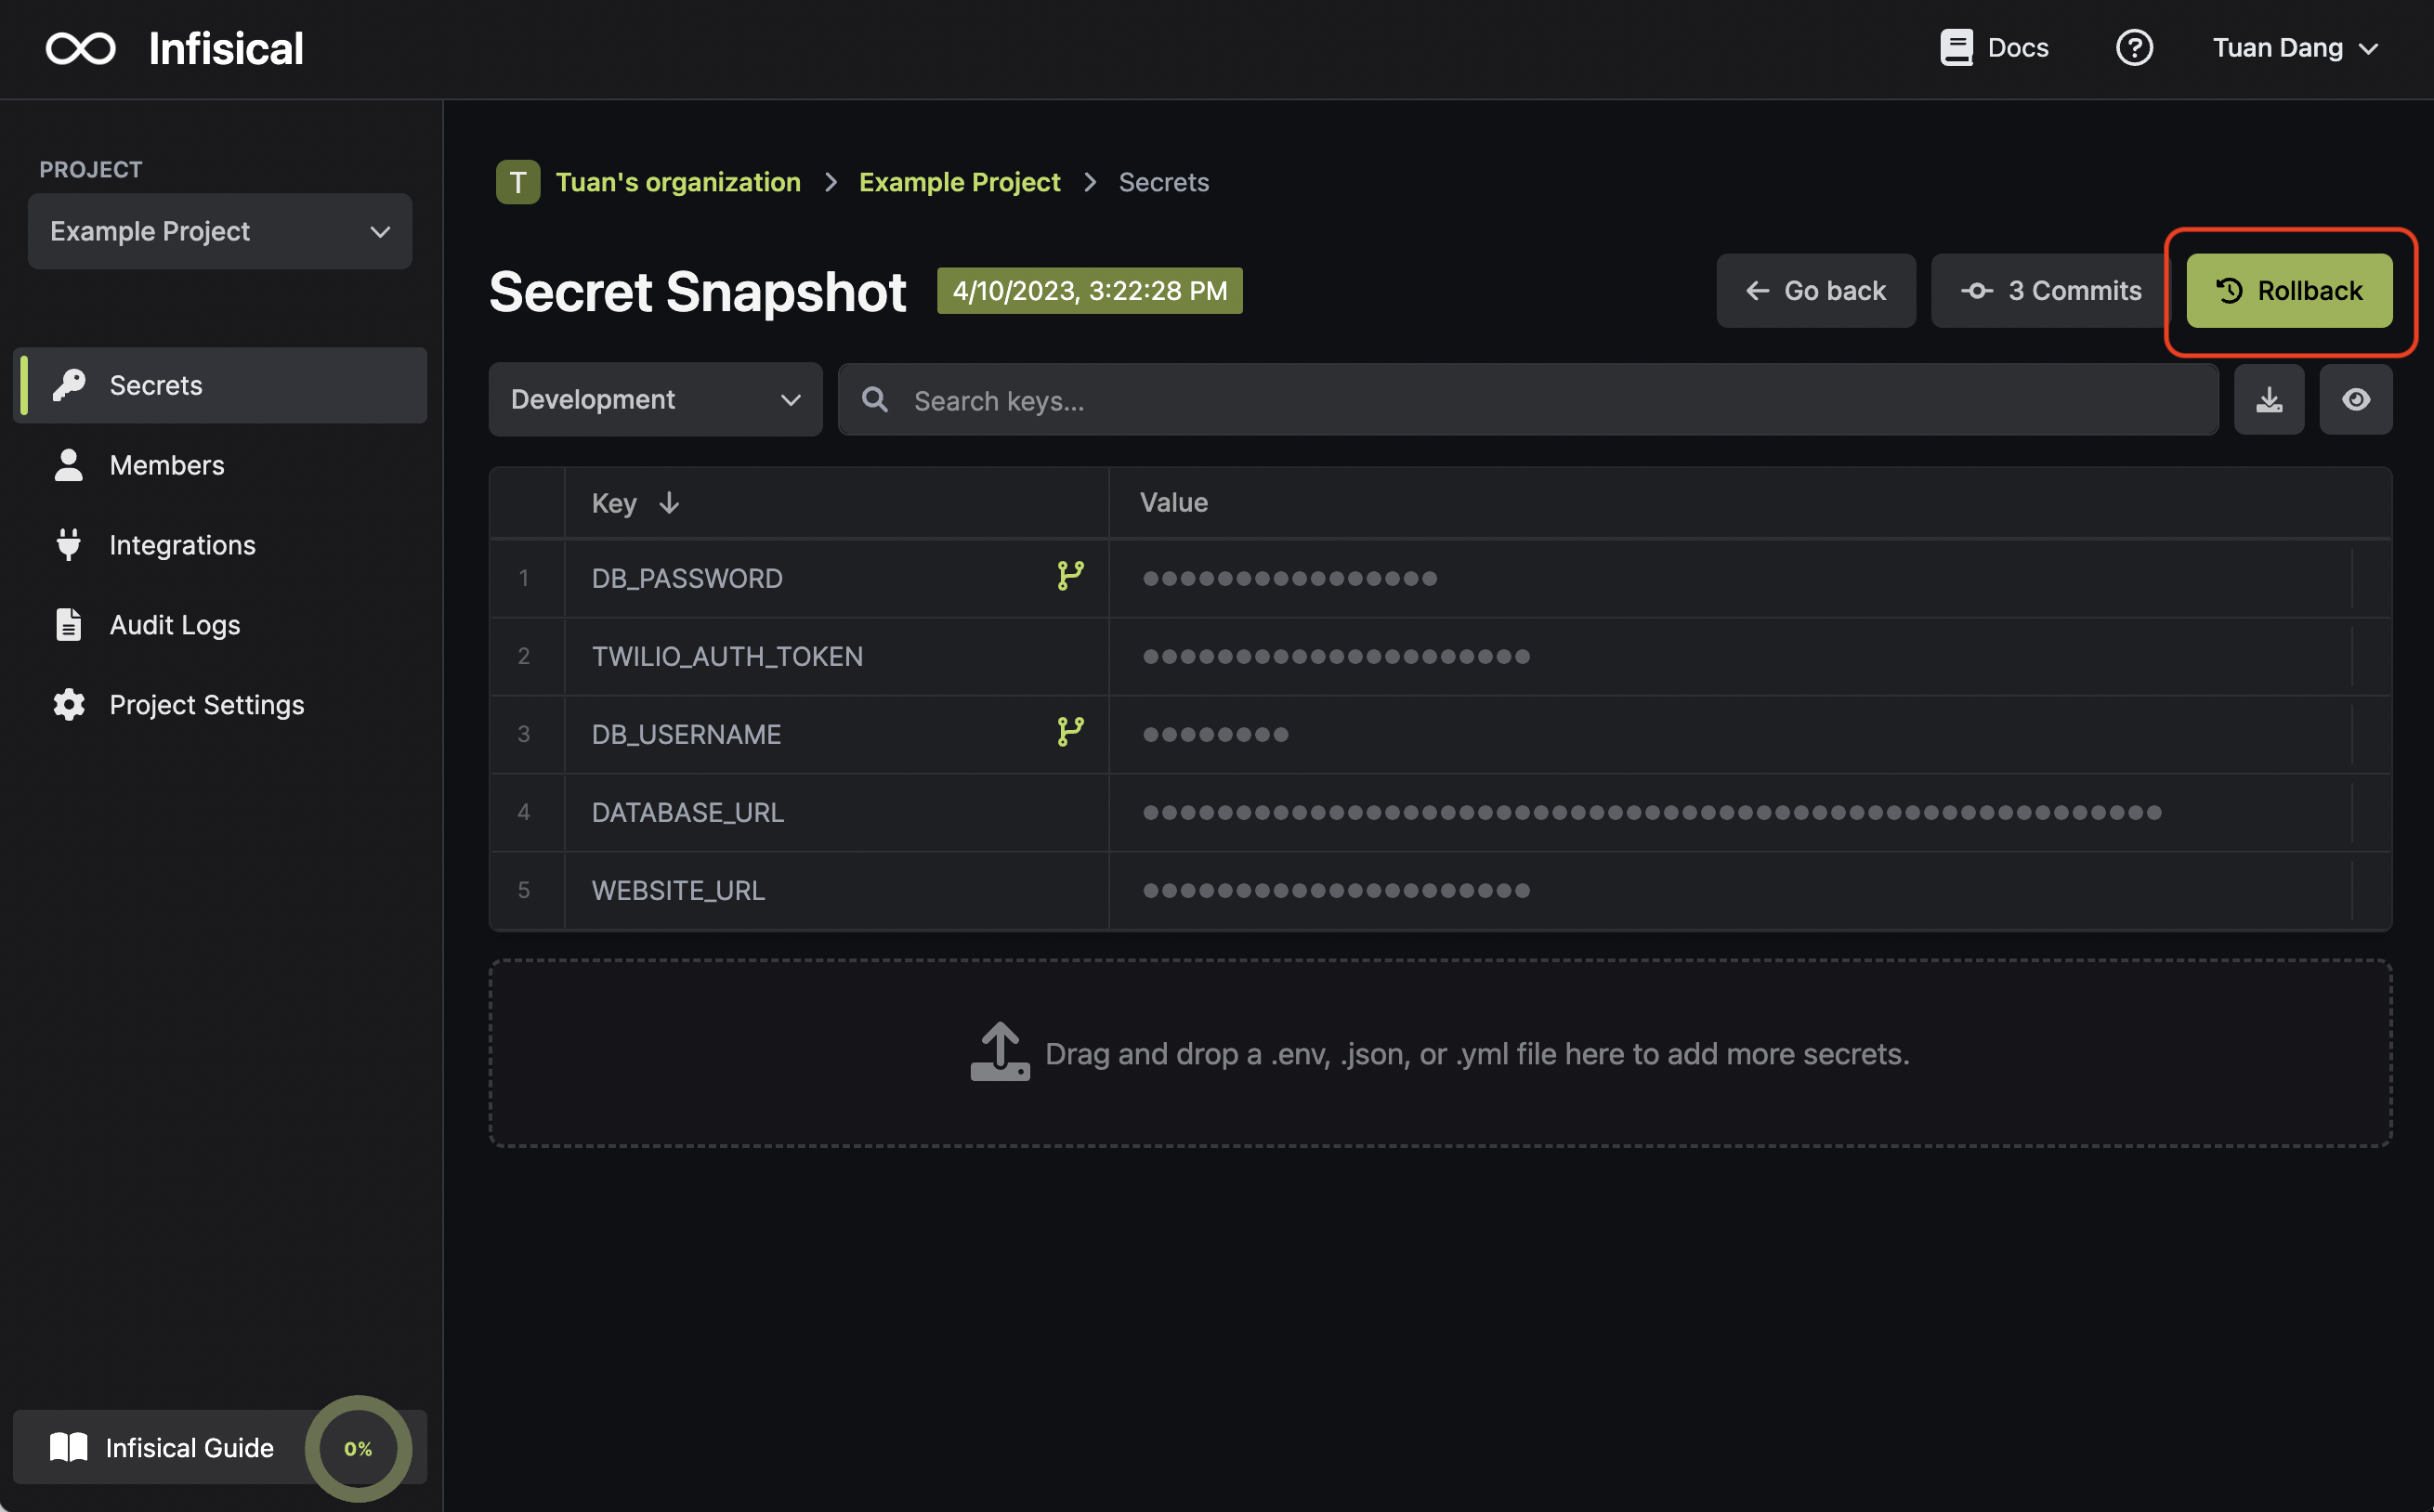 Infisical
Docs
Tuan Dang
PROJECT
Example Project
Secrets
Members
Integrations
Audit Logs
Project Settings
Infisical Guide
0%
T Tuan's organization > Example Project > Secrets
Secret Snapshot 4/10/2023, 3:22:28 PM
Go back
3 Commits
Rollback
Development
Search keys...
Key Value
1 DB_PASSWORD
2 TWILIO_AUTH_TOKEN
3 DB_USERNAME
4 DATABASE_URL
5 WEBSITE_URL
Drag and drop a .env, .json, or .yml file here to add more secrets.